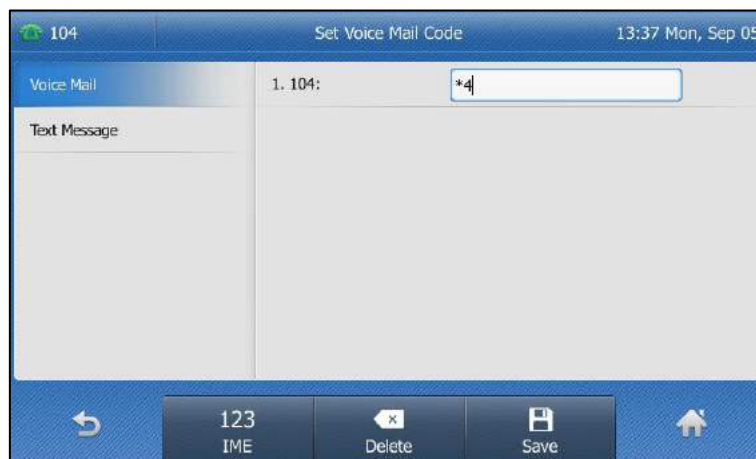 104
Set Voice Mail Code
13:37 Mon, Sep 05
Voice Mail
1. 104:
*4
Text Message
123
IME
Delete
Save